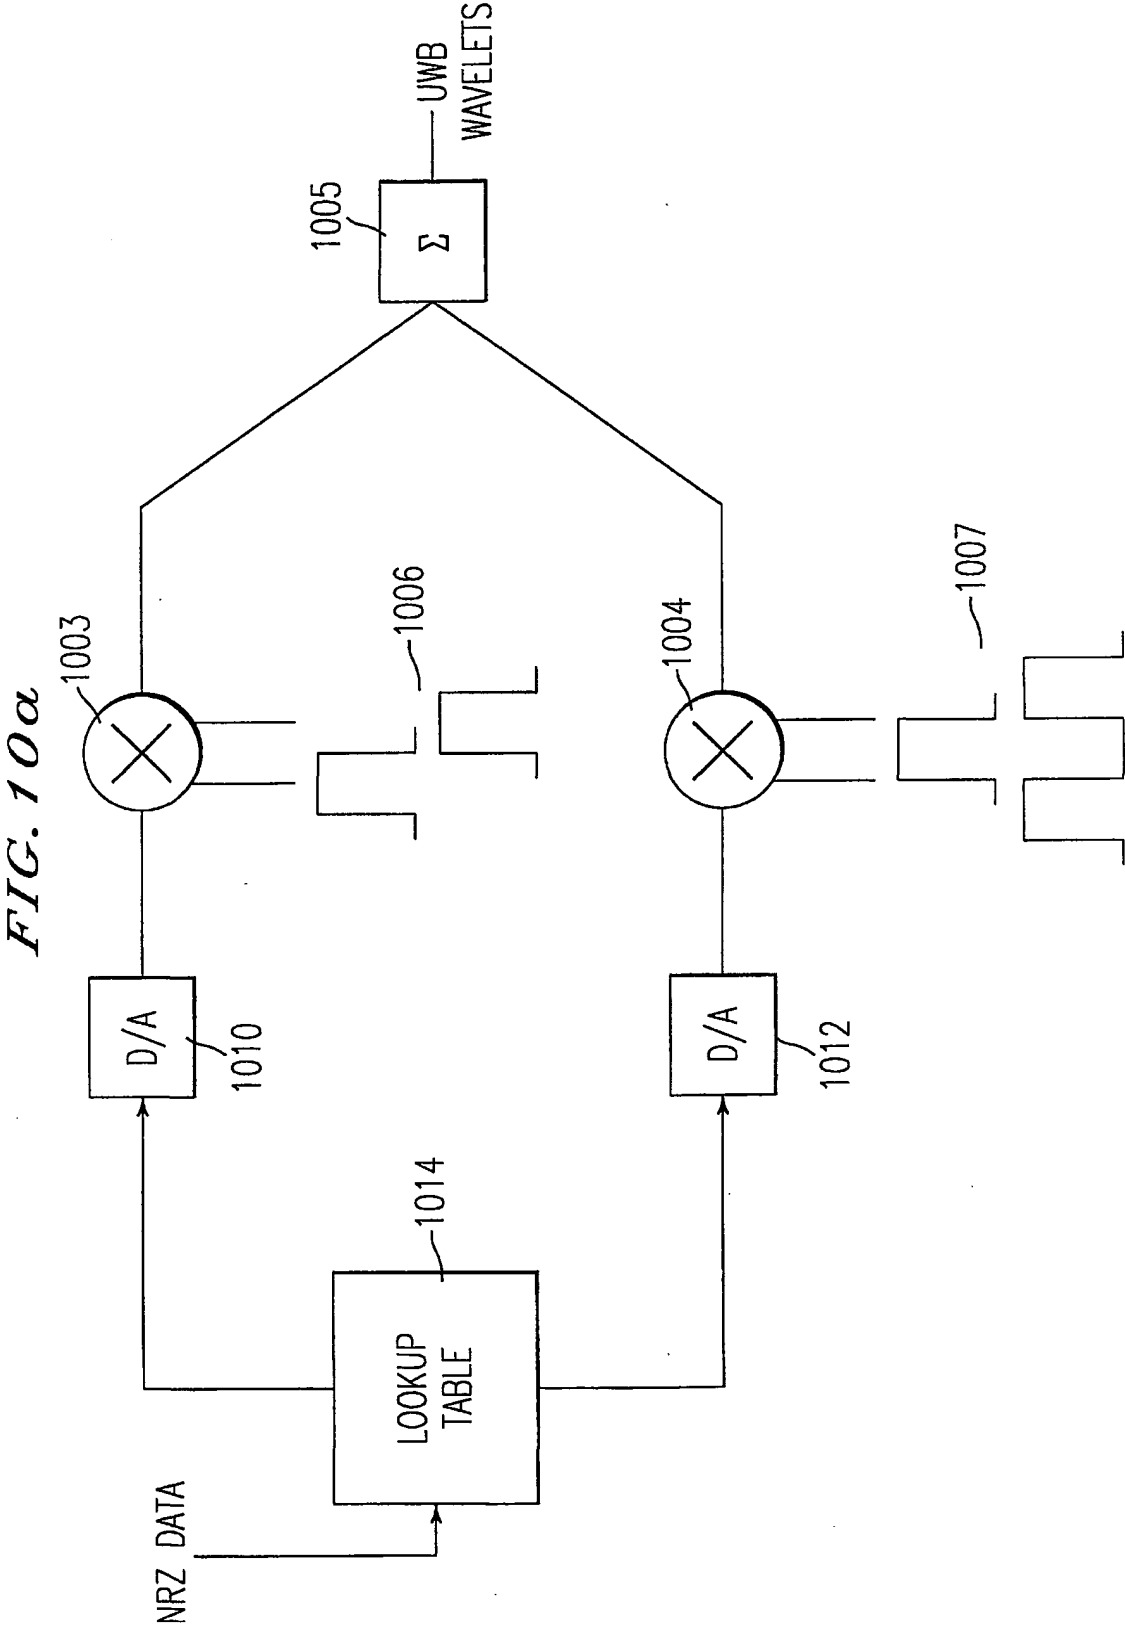 FIG. 10a
NRZ DATA
LOOKUP
TABLE
1014
D/A
1010
D/A
1012
1003
1006
1004
1007
1005
Σ
UWB
WAVELETS